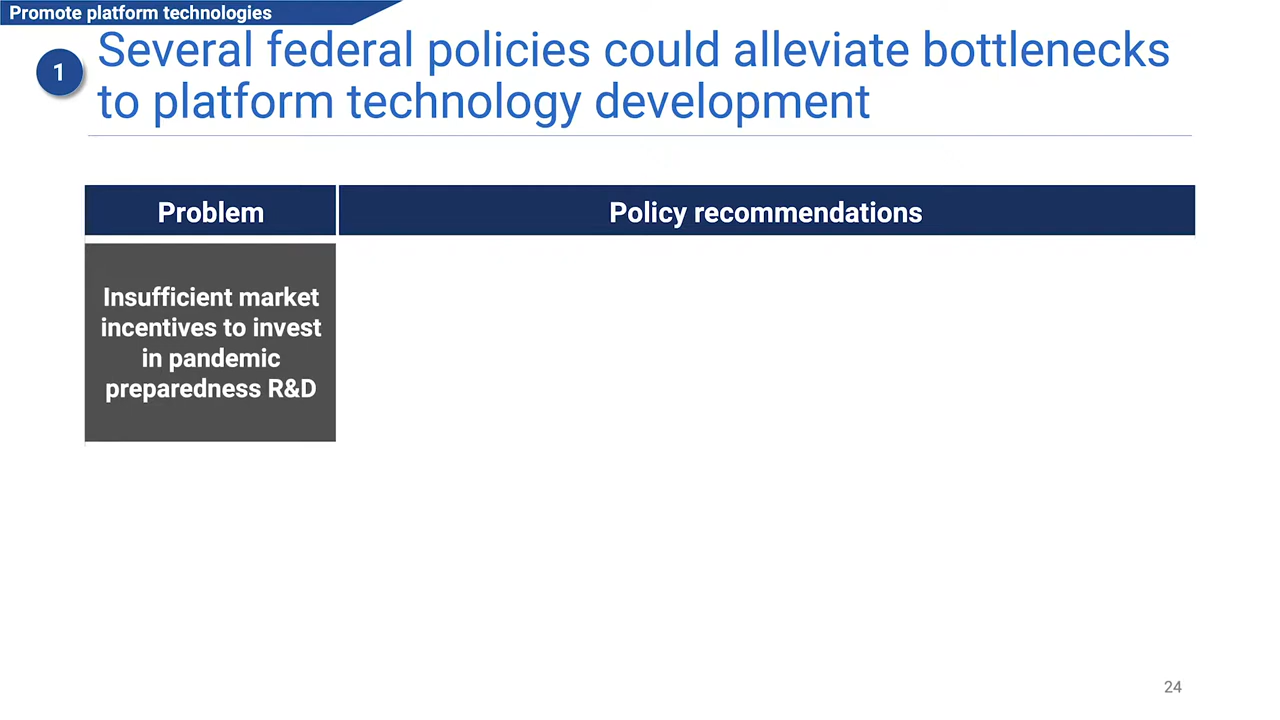 Promote platform technologies
1
Several federal policies could alleviate bottlenecks
to platform technology development
Problem
Policy recommendations
Insufficient market
incentives to invest
in pandemic
preparedness R&D
24